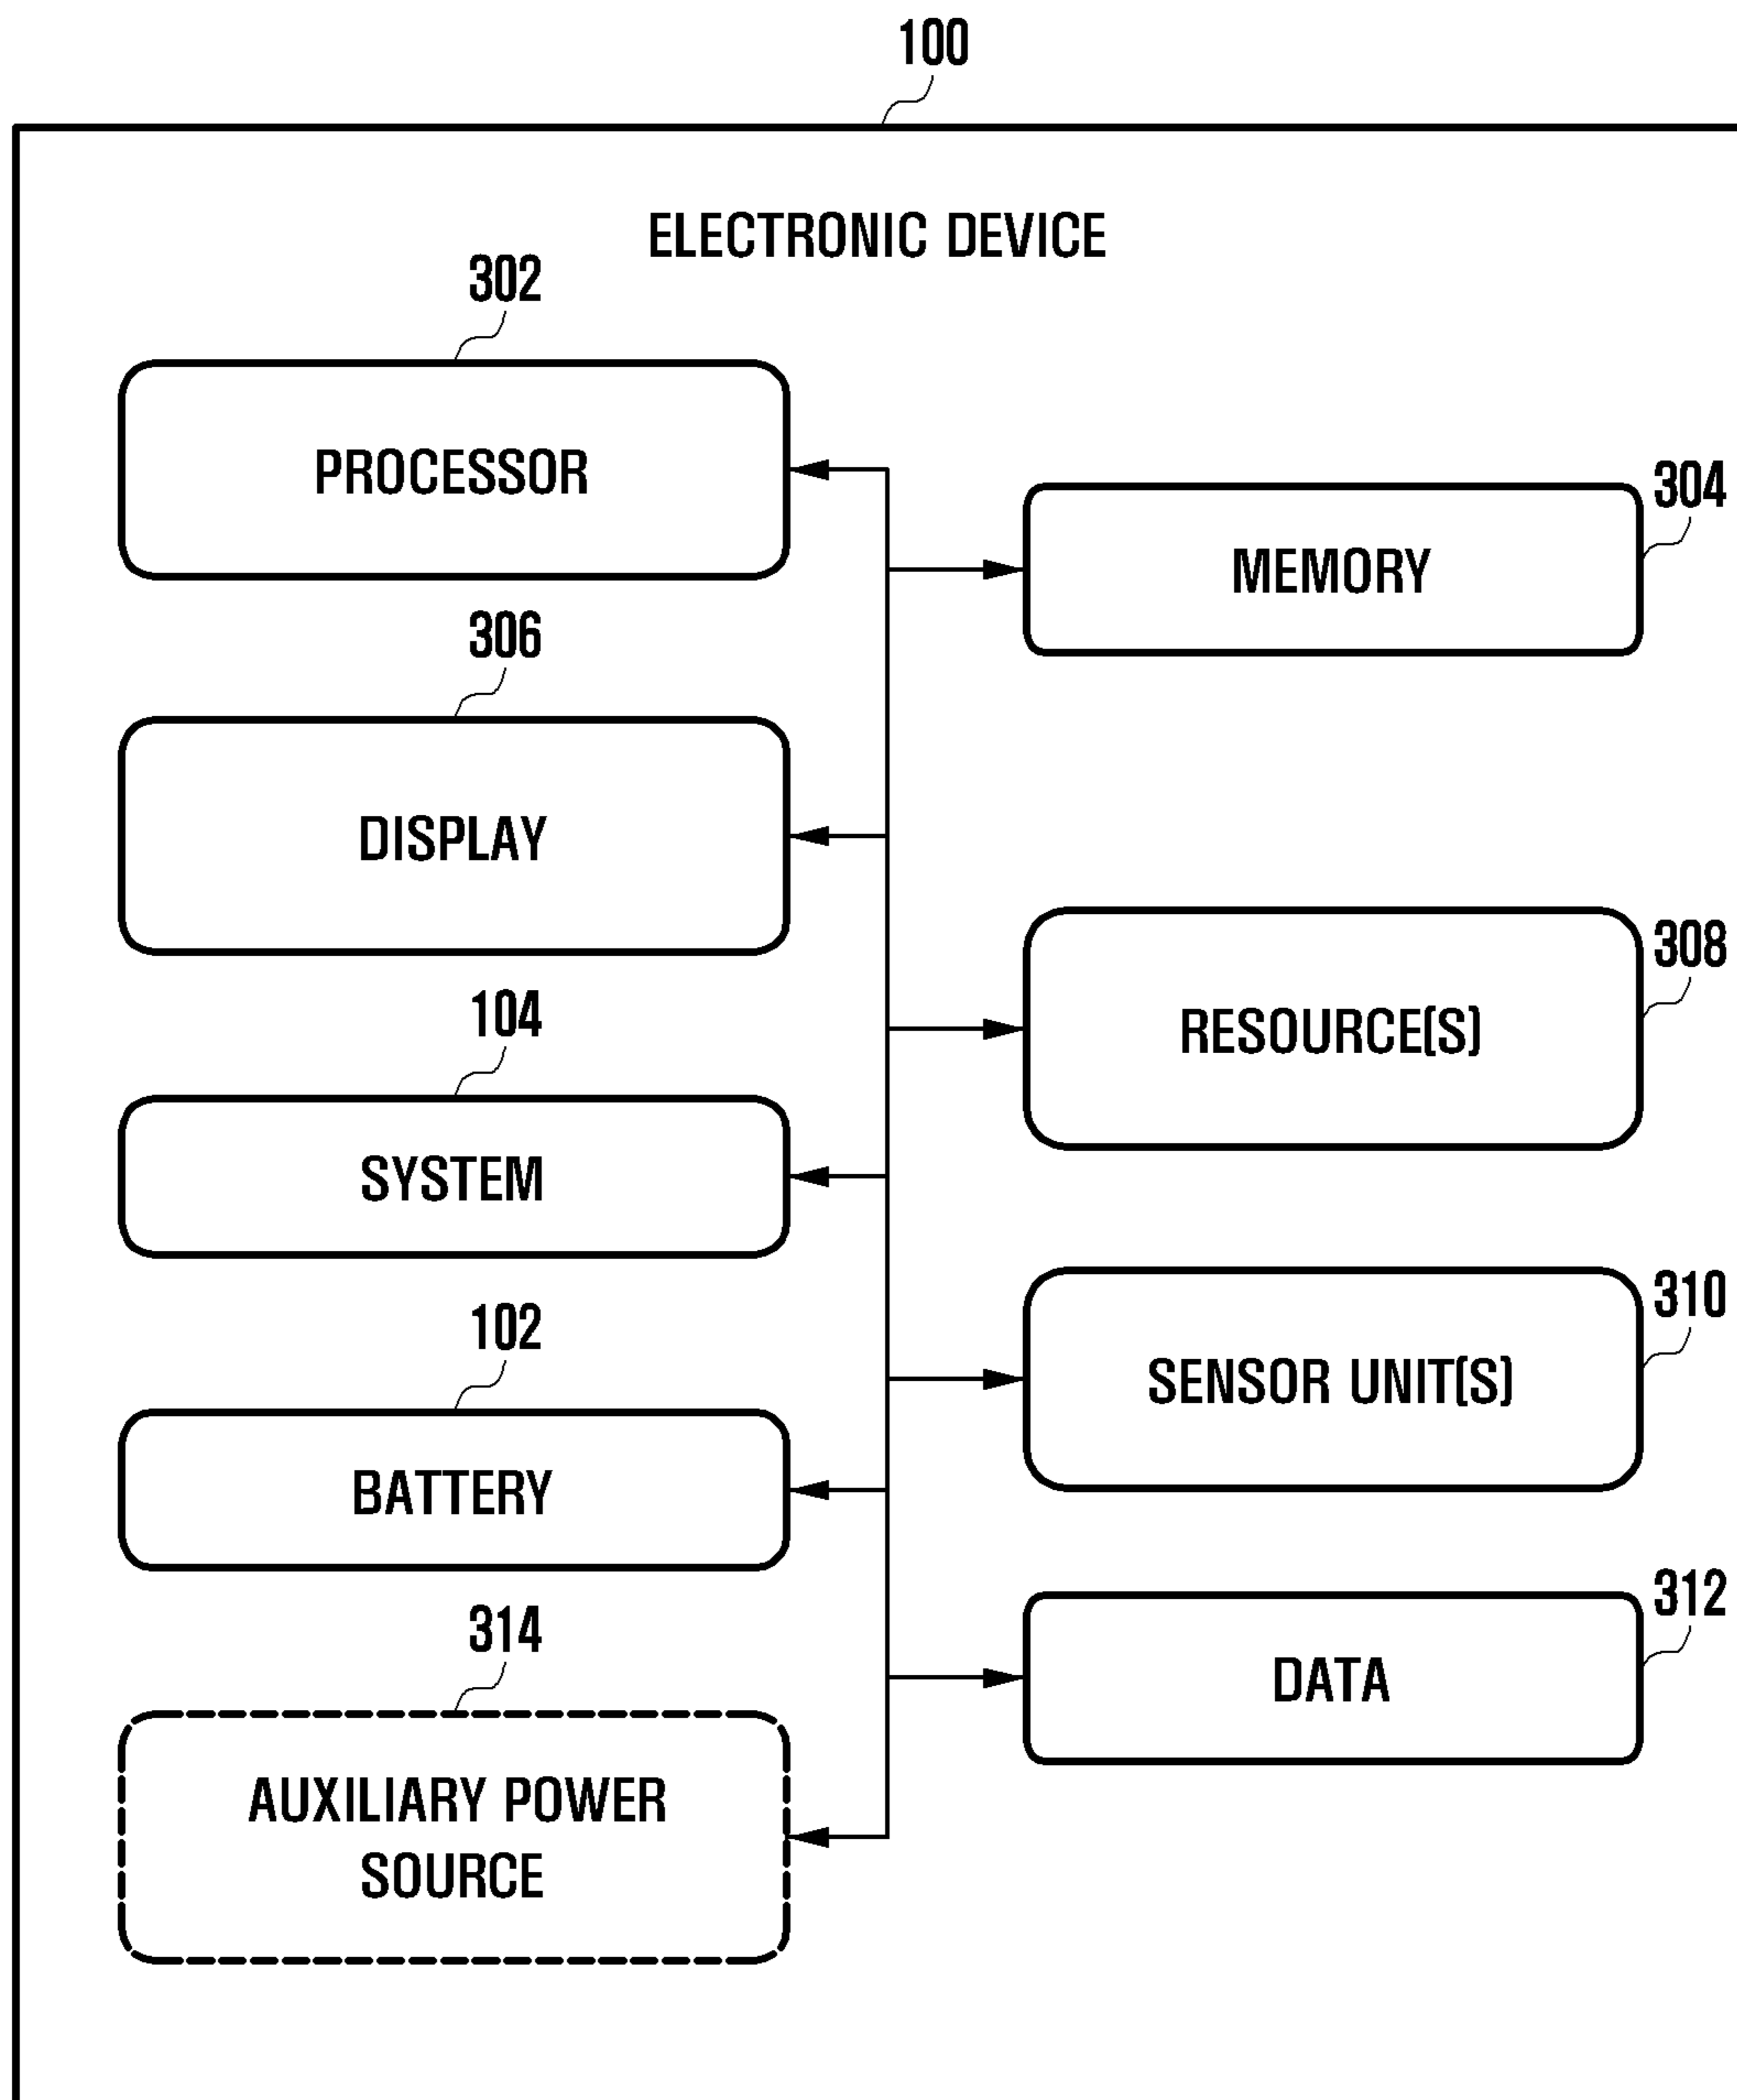 100
ELECTRONIC DEVICE
302
PROCESSOR
304
MEMORY
306
DISPLAY
308
RESOURCE(S)
104
SYSTEM
310
SENSOR UNIT(S)
102
BATTERY
312
DATA
314
AUXILIARY POWER
SOURCE